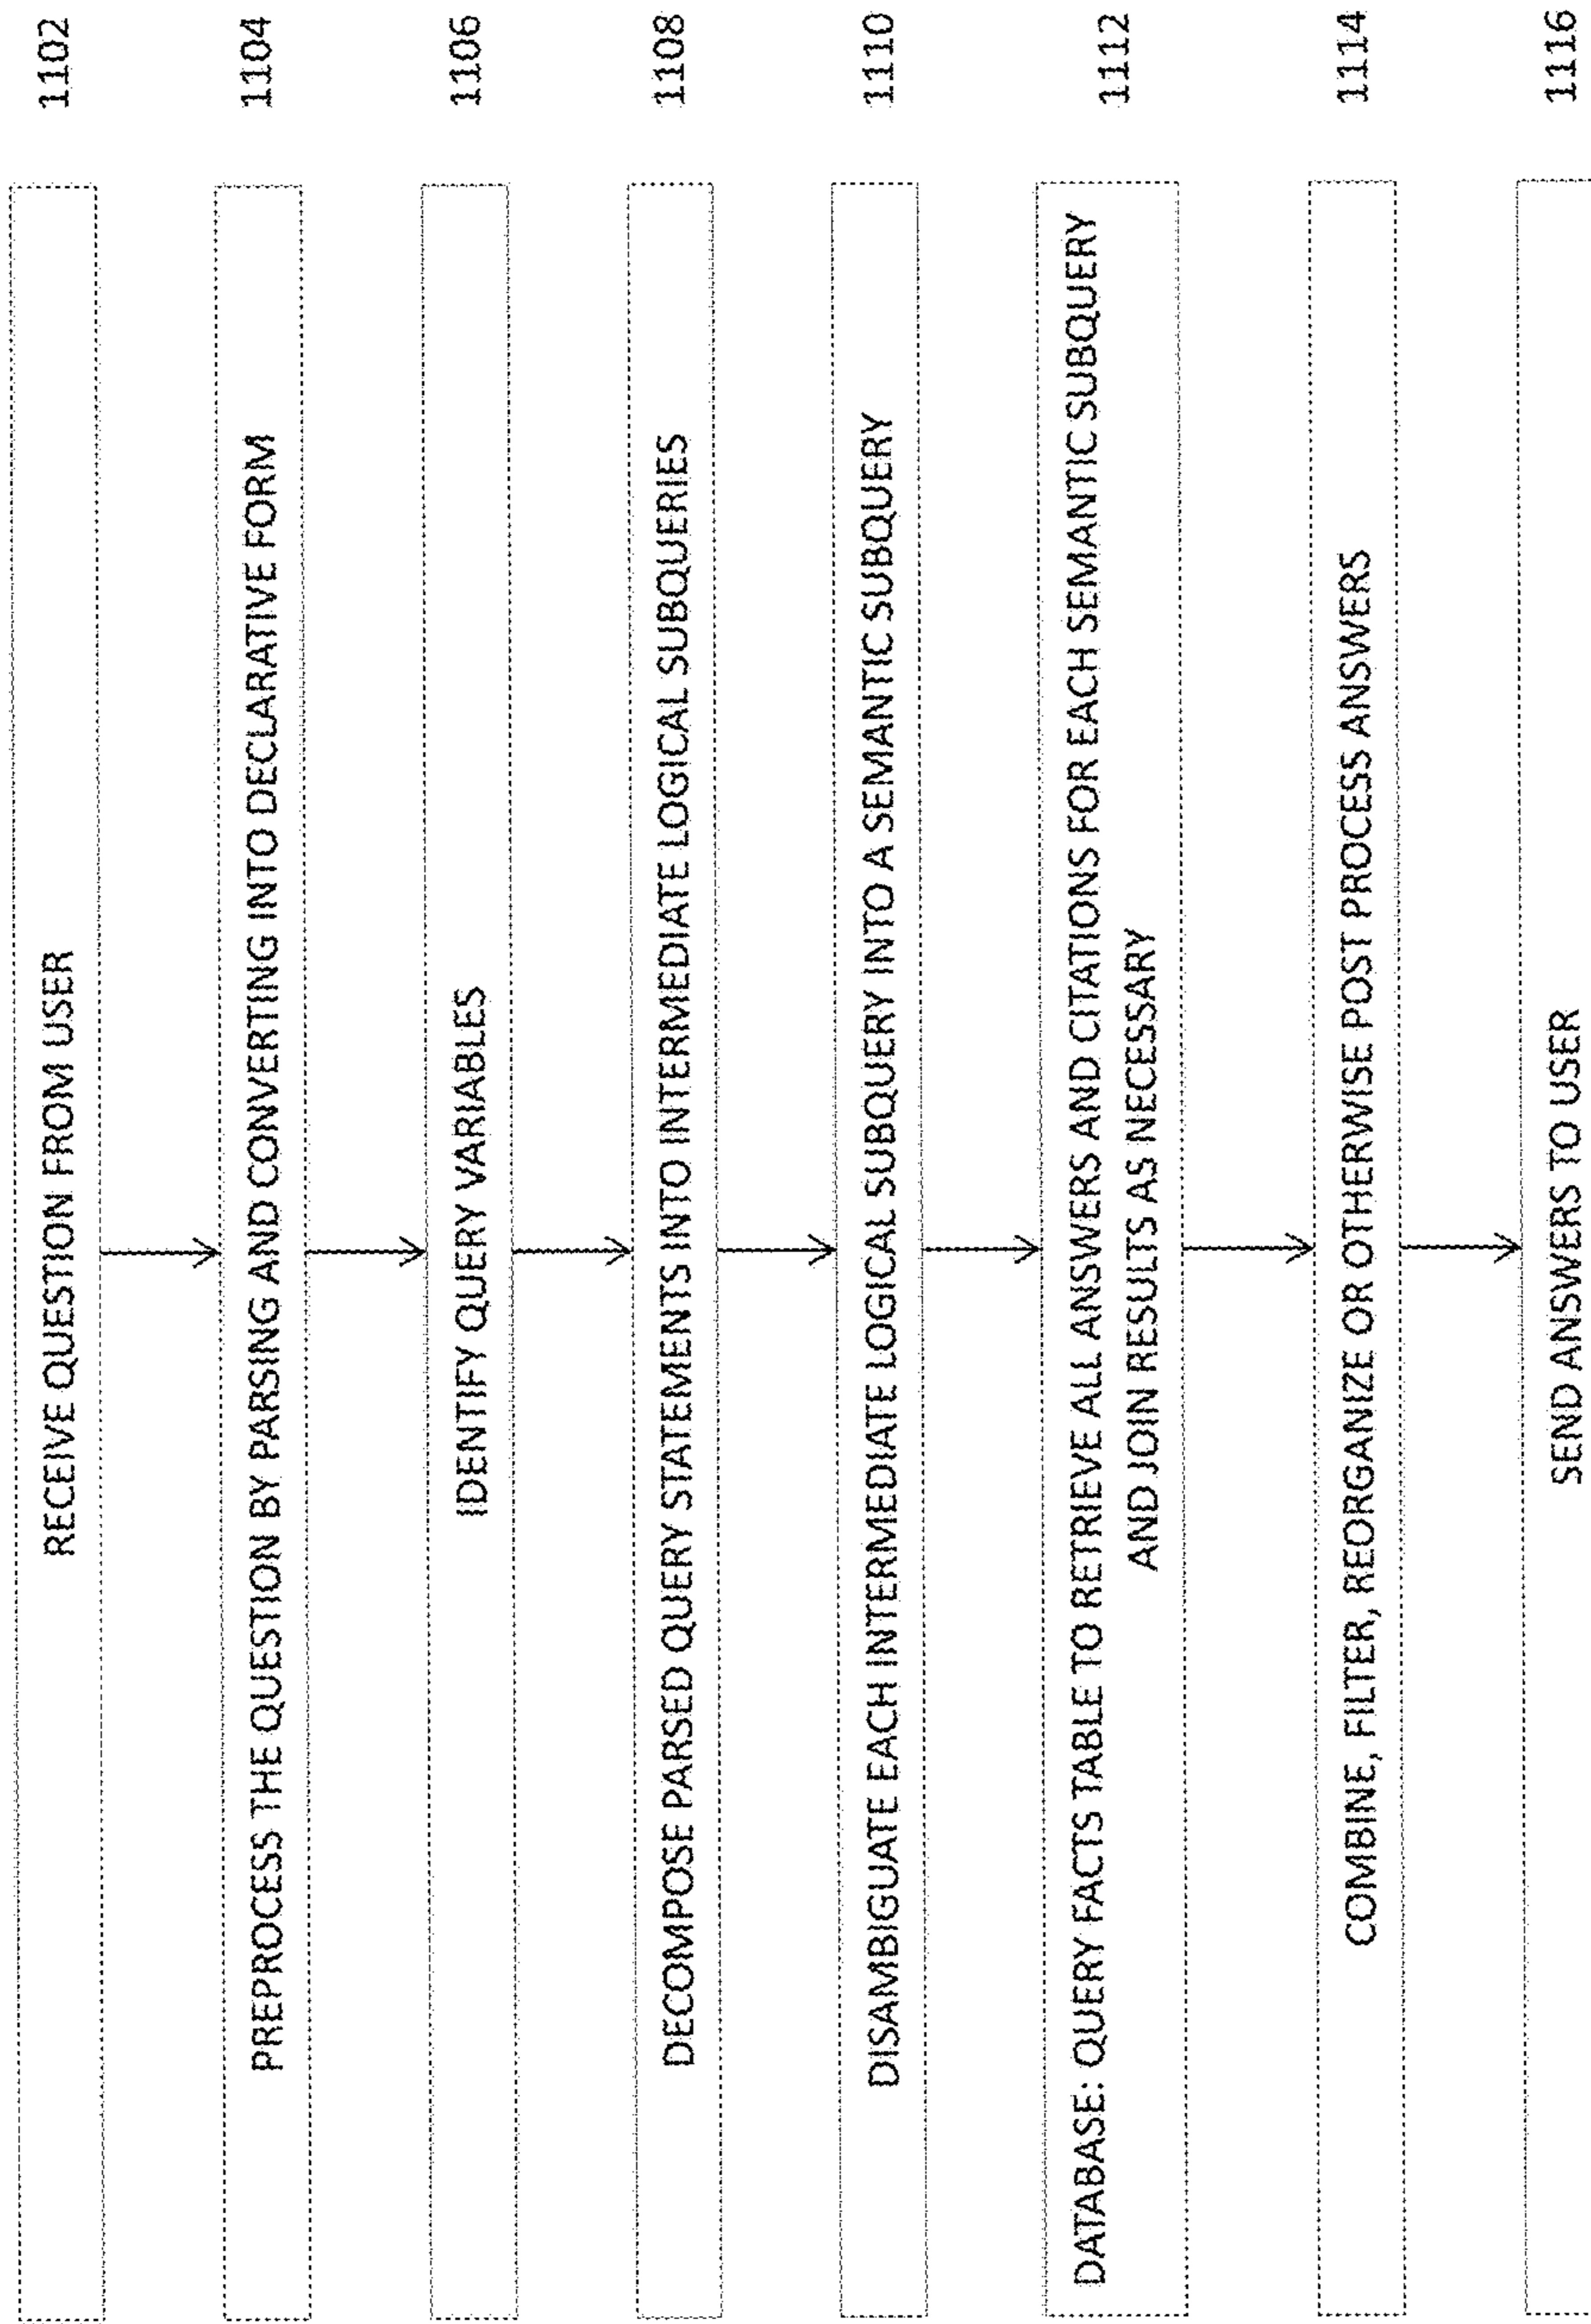 RECEIVE QUESTION FROM USER
1102
PREPROCESS THE QUESTION BY PARSING AND CONVERTING INTO DECLARATIVE FORM
1104
IDENTIFY QUERY VARIABLES
1106
DECOMPOSE PARSED QUERY STATEMENTS INTO INTERMEDIATE LOGICAL SUBQUERIES
1108
DISAMBIGUATE EACH INTERMEDIATE LOGICAL SUBQUERY INTO A SEMANTIC SUBQUERY
1110
DATABASE: QUERY FACTS TABLE TO RETRIEVE ALL ANSWERS AND CITATIONS FOR EACH SEMANTIC SUBQUERY
AND JOIN RESULTS AS NECESSARY
1112
COMBINE, FILTER, REORGANIZE OR OTHERWISE POST PROCESS ANSWERS
1114
SEND ANSWERS TO USER
1116